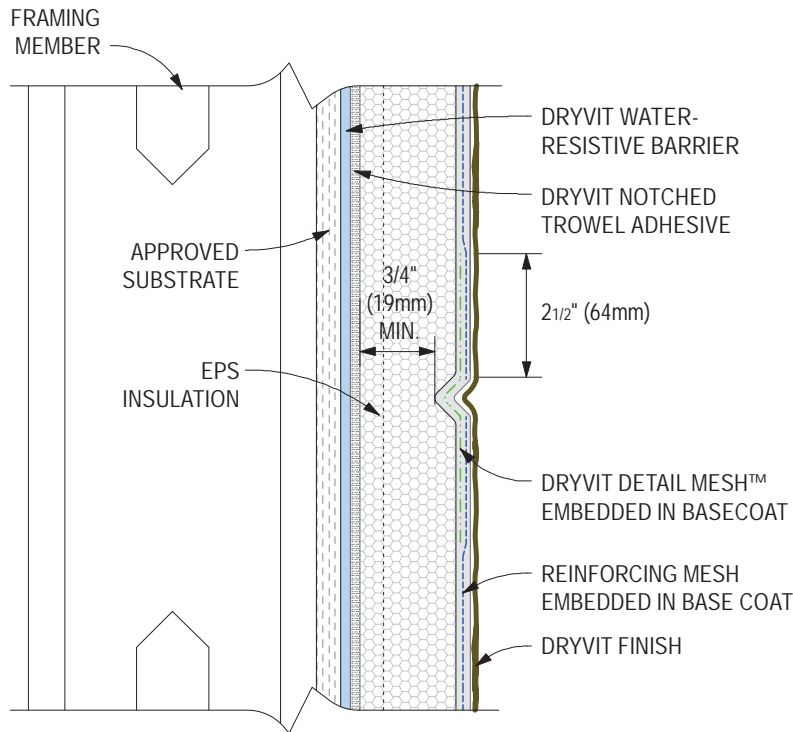 FRAMING
MEMBER
DRYVIT WATER-
RESISTIVE BARRIER
DRYVIT NOTCHED
TROWEL ADHESIVE
APPROVED
SUBSTRATE
3/4"
(19mm)
MIN.
2 1/2" (64mm)
EPS
INSULATION
DRYVIT DETAIL MESH™
EMBEDDED IN BASECOAT
REINFORCING MESH
EMBEDDED IN BASE COAT
DRYVIT FINISH